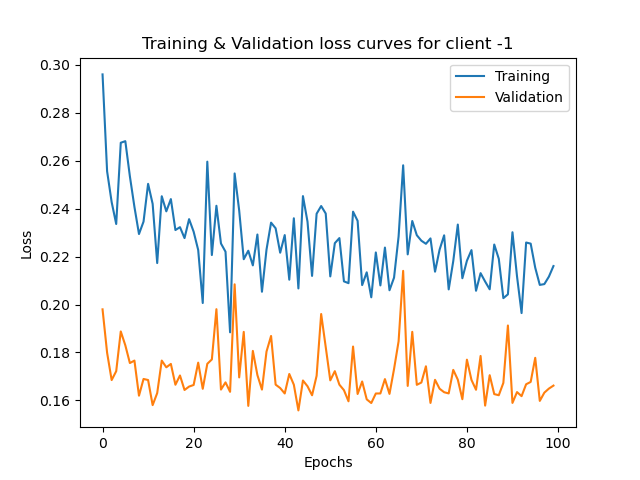 Training & Validation loss curves for client -1
Training
Validation
0.30
0.28
0.26
0.24
0.22
0.20
0.18
0.16
Loss
0
20
40
60
80
100
Epochs